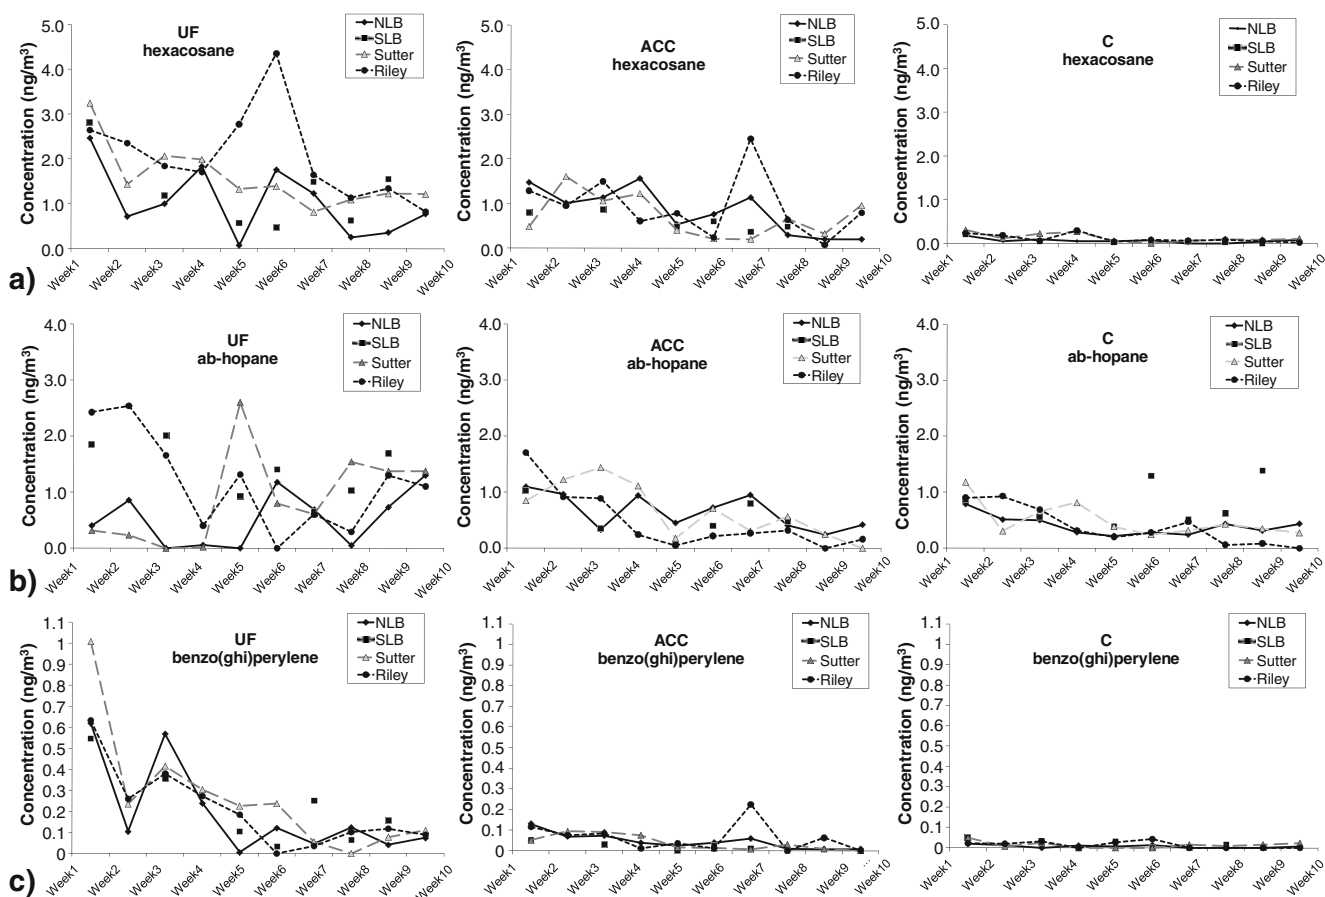 a)
UF
hexacosane
Concentration (ng/m³)
5.0
4.0
3.0
2.0
1.0
0.0
Week1 Week2 Week3 Week4 Week5 Week6 Week7 Week8 Week9 Week10
NLB
SLB
Sutter
Riley
ACC
hexacosane
Concentration (ng/m³)
5.0
4.0
3.0
2.0
1.0
0.0
Week1 Week2 Week3 Week4 Week5 Week6 Week7 Week8 Week9 Week10
NLB
SLB
Sutter
Riley
C
hexacosane
Concentration (ng/m³)
5.0
4.0
3.0
2.0
1.0
0.0
Week1 Week2 Week3 Week4 Week5 Week6 Week7 Week8 Week9 Week10
NLB
SLB
Sutter
Riley
b)
UF
ab-hopane
Concentration (ng/m³)
4.0
3.0
2.0
1.0
0.0
Week1 Week2 Week3 Week4 Week5 Week6 Week7 Week8 Week9 Week10
NLB
SLB
Sutter
Riley
ACC
ab-hopane
Concentration (ng/m³)
4.0
3.0
2.0
1.0
0.0
Week1 Week2 Week3 Week4 Week5 Week6 Week7 Week8 Week9 Week10
NLB
SLB
Sutter
Riley
C
ab-hopane
Concentration (ng/m³)
4.0
3.0
2.0
1.0
0.0
Week1 Week2 Week3 Week4 Week5 Week6 Week7 Week8 Week9 Week10
NLB
SLB
Sutter
Riley
c)
UF
benzo(ghi)perylene
Concentration (ng/m³)
1.1
1
0.9
0.8
0.7
0.6
0.5
0.4
0.3
0.2
0.1
0
Week1 Week2 Week3 Week4 Week5 Week6 Week7 Week8 Week9 Week10
NLB
SLB
Sutter
Riley
ACC
benzo(ghi)perylene
Concentration (ng/m³)
1.1
1
0.9
0.8
0.7
0.6
0.5
0.4
0.3
0.2
0.1
0
Week1 Week2 Week3 Week4 Week5 Week6 Week7 Week8 Week9 Week10
...
NLB
SLB
Sutter
Riley
C
benzo(ghi)perylene
Concentration (ng/m³)
1.1
1
0.9
0.8
0.7
0.6
0.5
0.4
0.3
0.2
0.1
0
Week1 Week2 Week3 Week4 Week5 Week6 Week7 Week8 Week9 Week10
NLB
SLB
Sutter
Riley